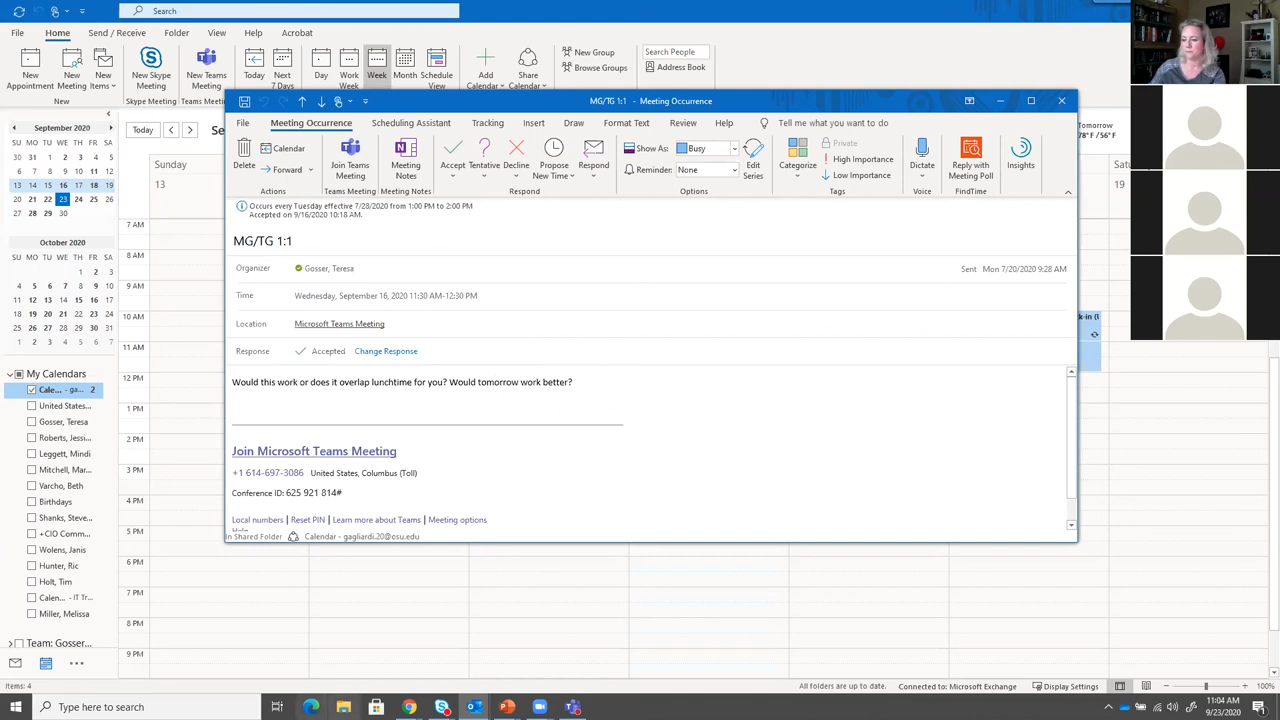 Search
File Home Send / Receive Folder View Help Acrobat
New Appointment
New Meeting
New Items
New
New Skype Meeting
Skype Meeting
New Teams Meeting
Teams Meeti
Today
Next 7 Days
Day
Work Week
Week
Month
Schedule View
Add Calendar
Share Calendar
New Group
Browse Groups
Search People
Address Book
MG/TG 1:1 - Meeting Occurrence
File Meeting Occurrence Scheduling Assistant Tracking Insert Draw Format Text Review Help Tell me what you want to do
Delete
Calendar
Forward
Actions
Join Teams Meeting
Teams Meeting
Meeting Notes
Meeting Notes
Accept
Tentative
Decline
Propose New Time
Respond
Respond
Show As: Busy
Reminder: None
Edit Series
Options
Categorize
Private
High Importance
Low Importance
Tags
Dictate
Voice
Reply with Meeting Poll
FindTime
Insights
Occurs every Tuesday effective 7/28/2020 from 1:00 PM to 2:00 PM
Accepted on 9/16/2020 10:18 AM.
MG/TG 1:1
Organizer Gosser, Teresa Sent Mon 7/20/2020 9:28 AM
Time Wednesday, September 16, 2020 11:30 AM-12:30 PM
Location Microsoft Teams Meeting
Response Accepted Change Response
Would this work or does it overlap lunchtime for you? Would tomorrow work better?
Join Microsoft Teams Meeting
+1 614-697-3086 United States, Columbus (Toll)
Conference ID: 625 921 814#
Local numbers | Reset PIN | Learn more about Teams | Meeting options
Help
In Shared Folder Calendar - gagliardi.20@osu.edu
September 2020
SU MO TU WE TH FR SA
30 31 1 2 3 4 5
6 7 8 9 10 11 12
13 14 15 16 17 18 19
20 21 22 23 24 25 26
27 28 29 30
October 2020
SU MO TU WE TH FR SA
1 2 3
4 5 6 7 8 9 10
11 12 13 14 15 16 17
18 19 20 21 22 23 24
25 26 27 28 29 30 31
1 2 3 4 5 6 7
My Calendars
Cale... - ga... 2
United States...
Gosser, Teresa
Roberts, Jessi...
Leggett, Mindi
Mitchell, Mar...
Varcho, Beth
Birthdays
Shanks, Steve...
+CIO Comm...
Wolens, Janis
Hunter, Ric
Holt, Tim
Calen... - IT Tr...
Miller, Melissa
Team: Gosser...
Today
Se
Tomorrow
78° F / 56° F
Sunday
Satu
13
19
7 AM
8 AM
9 AM
10 AM
11 AM
12 PM
1 PM
2 PM
3 PM
4 PM
5 PM
6 PM
7 PM
8 PM
9 PM
Items: 4
All folders are up to date. Connected to: Microsoft Exchange Display Settings 100%
Type here to search
11:04 AM
9/23/2020